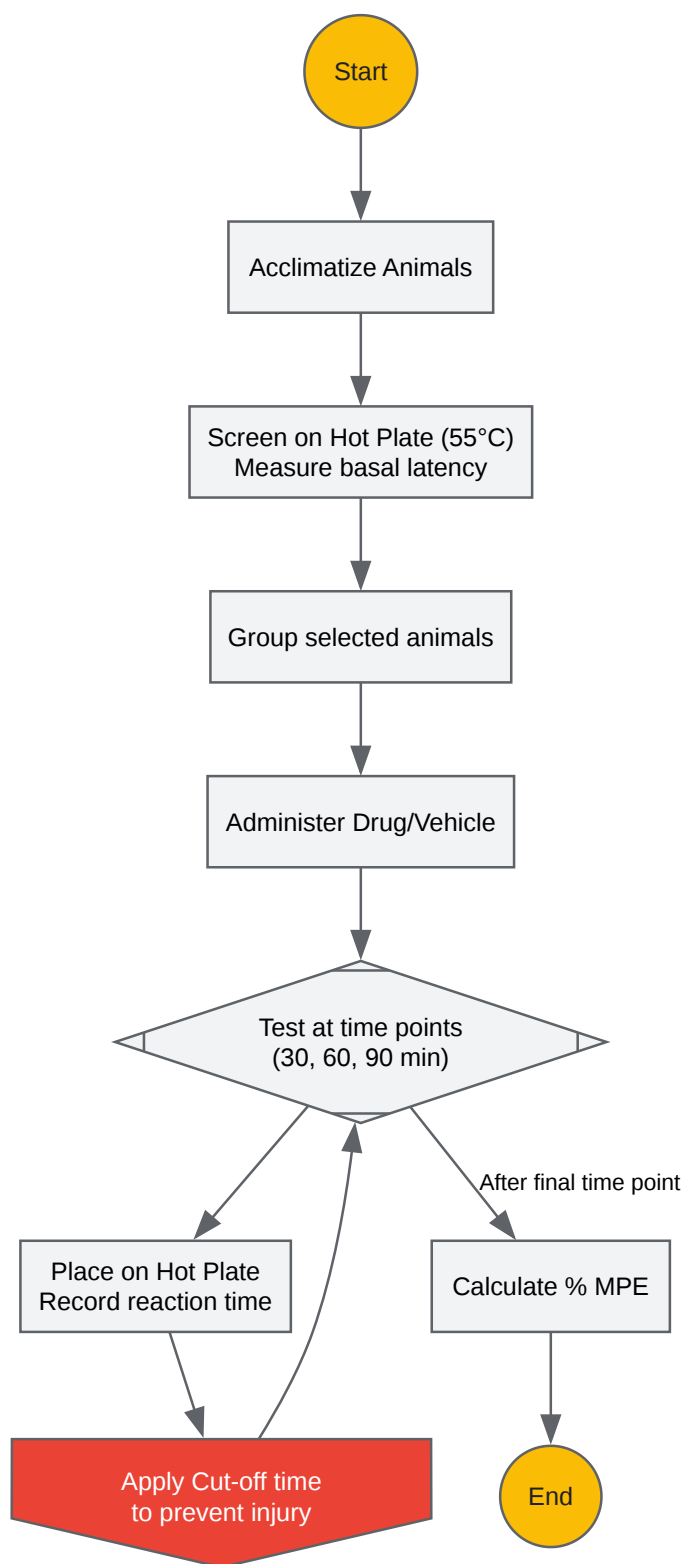 Start
Acclimatize Animals
Screen on Hot Plate (55°C)
Measure basal latency
Group selected animals
Administer Drug/Vehicle
Test at time points
(30, 60, 90 min)
After final time point
Place on Hot Plate
Record reaction time
Calculate % MPE
Apply Cut-off time
to prevent injury
End